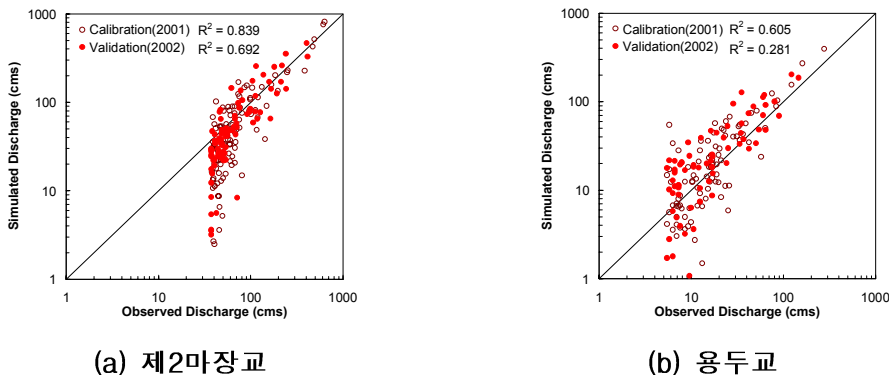 1000
Calibration(2001) R² = 0.839
Validation(2002) R² = 0.692
100
10
1
Simulated Discharge (cms)
1 10 100 1000
Observed Discharge (cms)
(a) 제2마장교
1000
Calibration(2001) R² = 0.605
Validation(2002) R² = 0.281
100
10
1
Simulated Discharge (cms)
1 10 100 1000
Observed Discharge (cms)
(b) 용두교